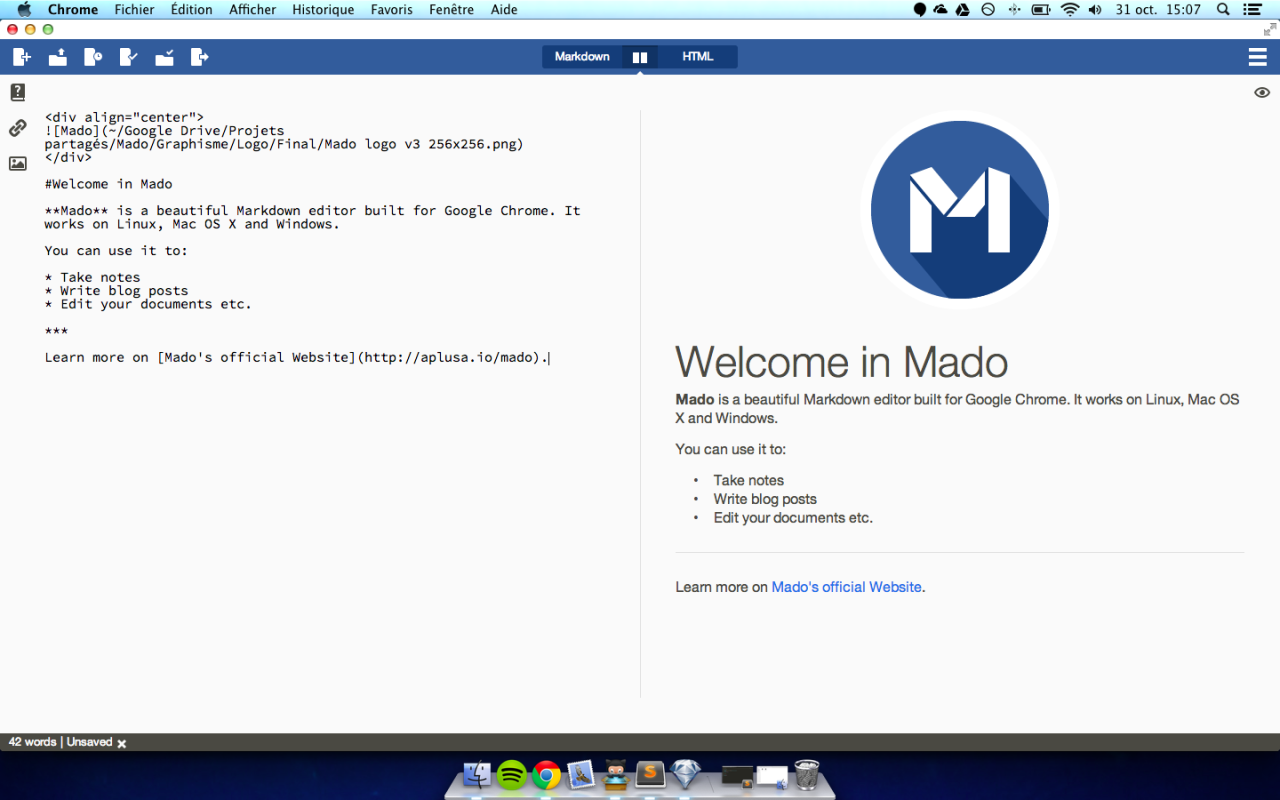 Chrome Fichier Édition Afficher Historique Favoris Fenêtre Aide 31 oct. 15:07
Markdown HTML
<div align="center">
![Mado](~/Google Drive/Projets
partagés/Mado/Graphisme/Logo/Final/Mado logo v3 256x256.png)
</div>
#Welcome in Mado
**Mado** is a beautiful Markdown editor built for Google Chrome. It
works on Linux, Mac OS X and Windows.
You can use it to:
* Take notes
* Write blog posts
* Edit your documents etc.
***
Learn more on [Mado's official Website](http://aplusa.io/mado).
M
Welcome in Mado
Mado is a beautiful Markdown editor built for Google Chrome. It works on Linux, Mac OS
X and Windows.
You can use it to:
• Take notes
• Write blog posts
• Edit your documents etc.
Learn more on Mado's official Website.
42 words | Unsaved